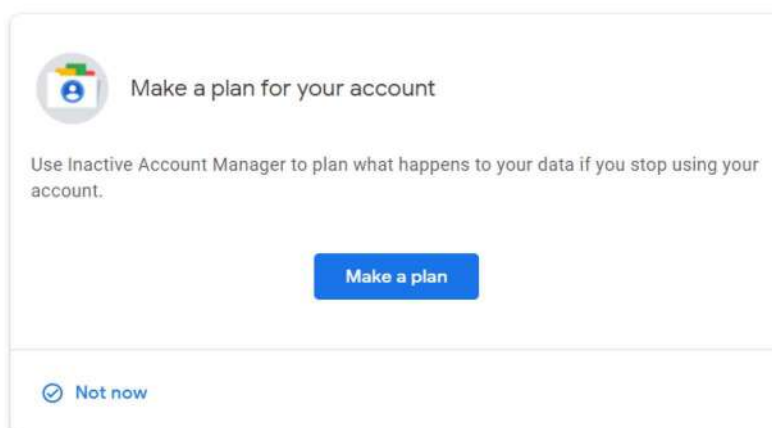 Make a plan for your account
Use Inactive Account Manager to plan what happens to your data if you stop using your
account.
Make a plan
Not now